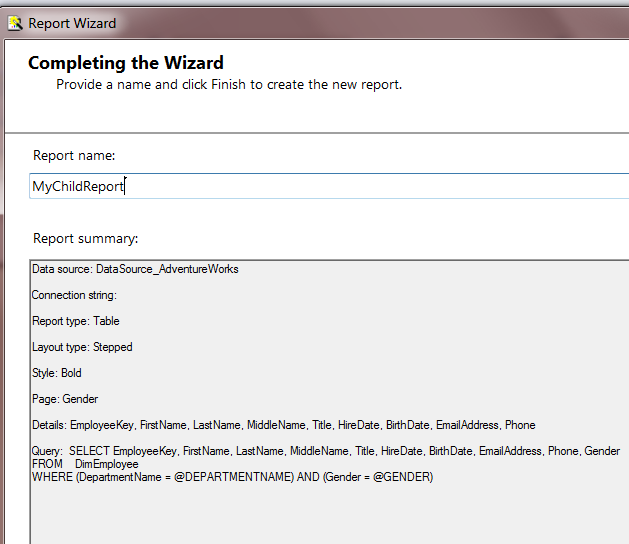 Report Wizard
Completing the Wizard
Provide a name and click Finish to create the new report.
Report name:
MyChildReport
Report summary:
Data source: DataSource_AdventureWorks
Connection string:
Report type: Table
Layout type: Stepped
Style: Bold
Page: Gender
Details: EmployeeKey, FirstName, LastName, MiddleName, Title, HireDate, BirthDate, EmailAddress, Phone
Query:  SELECT EmployeeKey, FirstName, LastName, MiddleName, Title, HireDate, BirthDate, EmailAddress, Phone, Gender
FROM    DimEmployee
WHERE (DepartmentName = @DEPARTMENTNAME) AND (Gender = @GENDER)